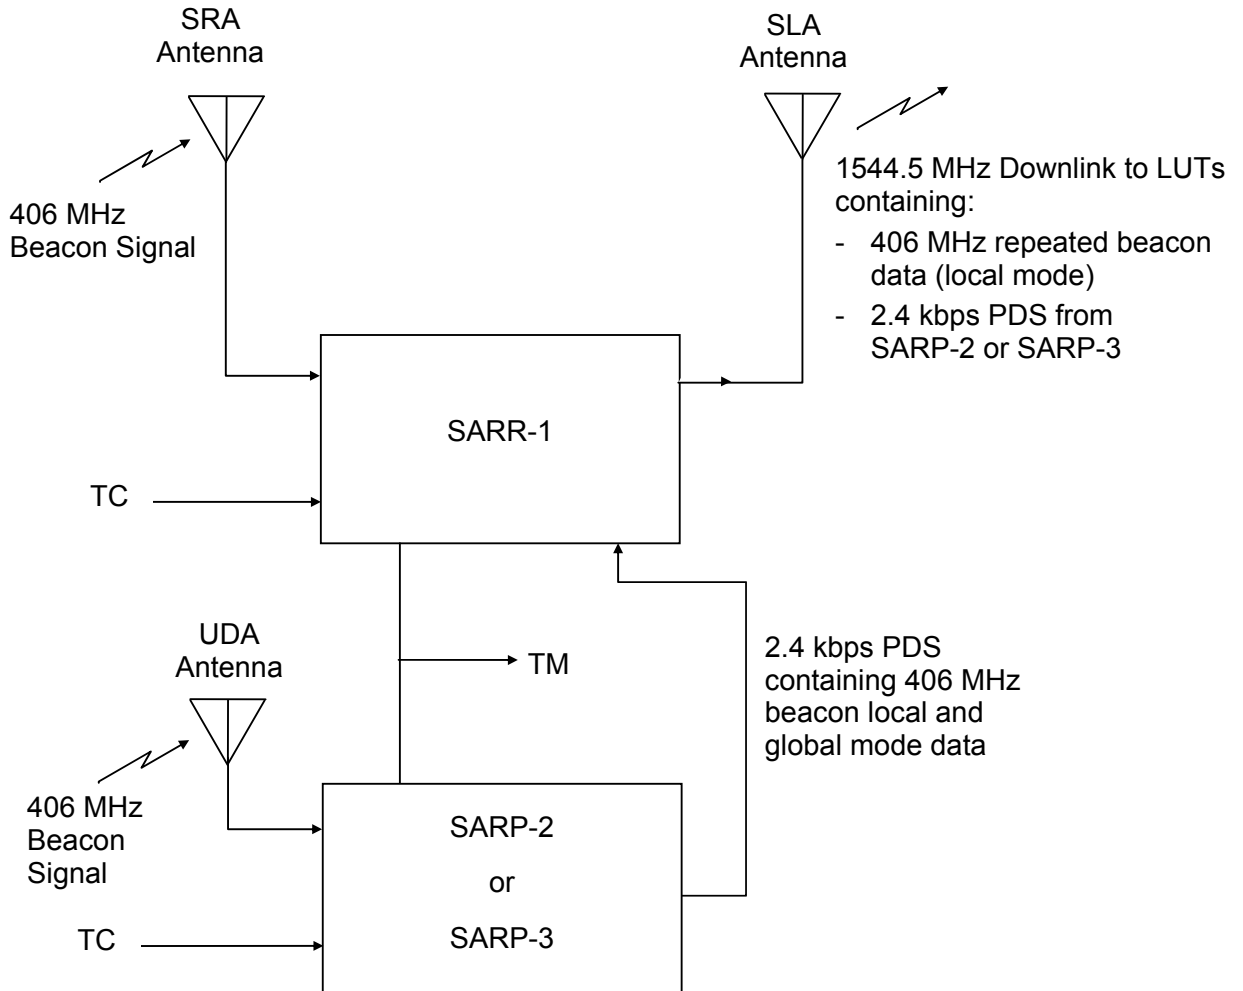 SRA
Antenna
SLA
Antenna
406 MHz
Beacon Signal
1544.5 MHz Downlink to LUTs
containing:
- 406 MHz repeated beacon
data (local mode)
- 2.4 kbps PDS from
SARP-2 or SARP-3
SARR-1
TC
UDA
Antenna
TM
2.4 kbps PDS
containing 406 MHz
beacon local and
global mode data
406 MHz
Beacon
Signal
SARP-2
or
SARP-3
TC